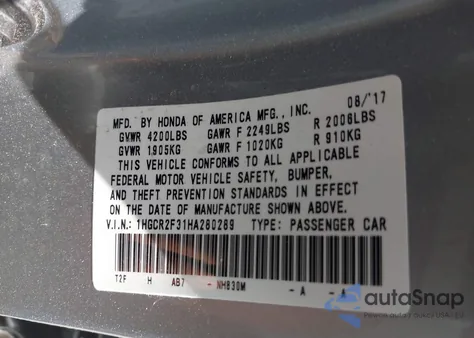 MFD. BY HONDA OF AMERICA MFG., INC. 08/'17
GVWR 4200LBS GAWR F 2249LBS R 2006LBS
GVWR 1905KG GAWR F 1020KG R 910KG
THIS VEHICLE CONFORMS TO ALL APPLICABLE
FEDERAL MOTOR VEHICLE SAFETY, BUMPER,
AND THEFT PREVENTION STANDARDS IN EFFECT
ON THE DATE OF MANUFACTURE SHOWN ABOVE.
V.I.N.: 1HGCR2F31HA280289 TYPE: PASSENGER CAR
T2F H AB7 - NH830M - A - A
autoSnap